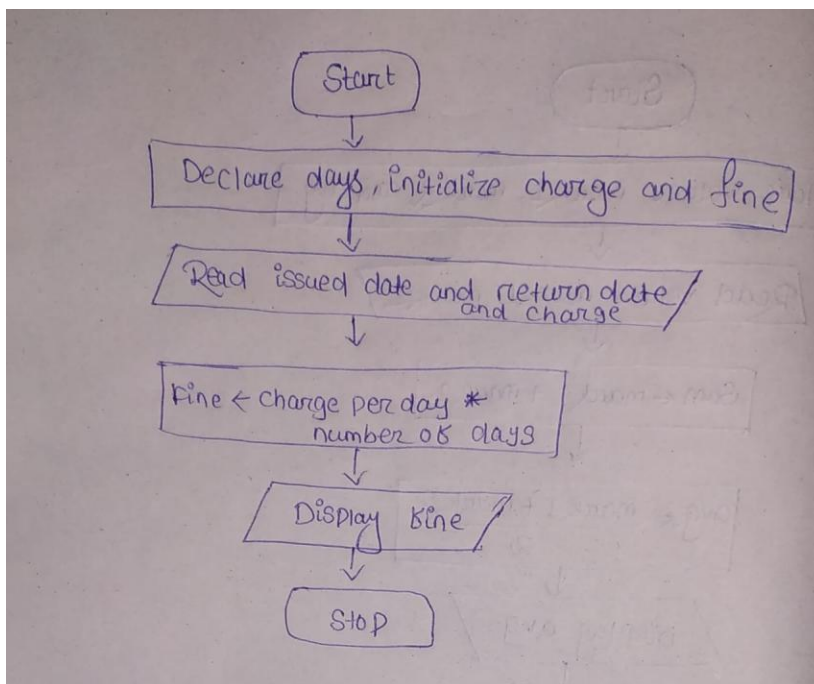 Start
Declare days, initialize charge and fine
Read issued date and return date
and charge
Fine ← charge per day *
number of days
Display fine
Stop